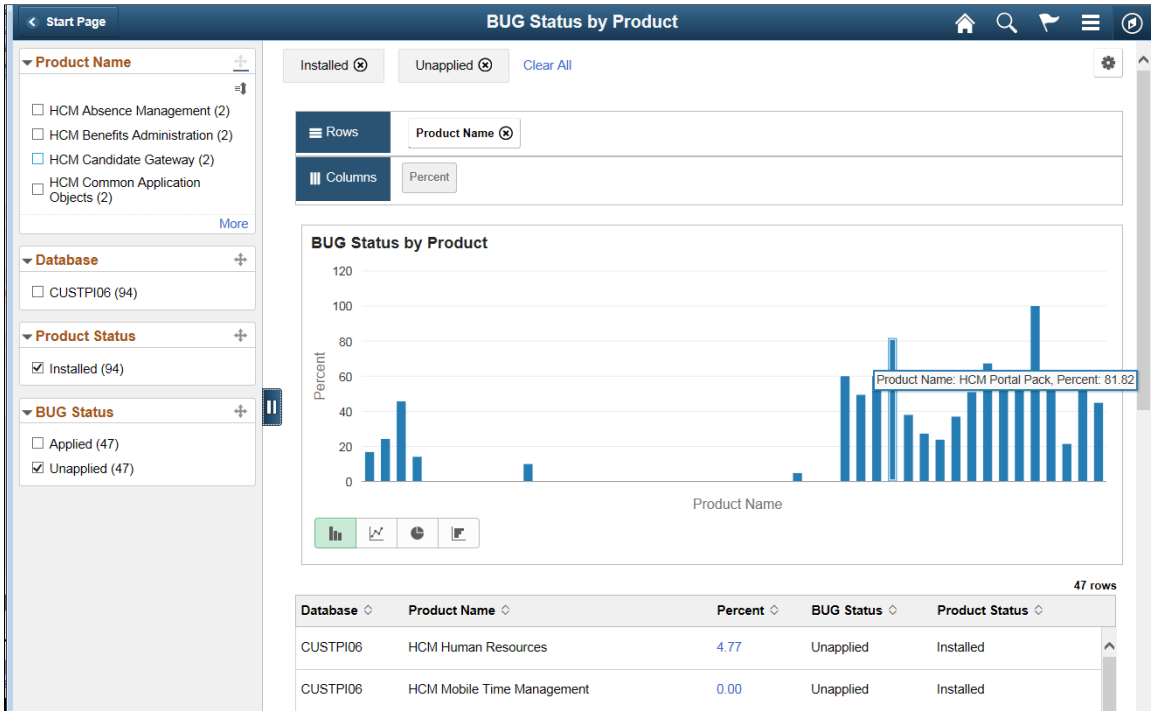 Start Page
BUG Status by Product
Product Name
HCM Absence Management (2)
HCM Benefits Administration (2)
HCM Candidate Gateway (2)
HCM Common Application
Objects (2)
More
Database
CUSTPI06 (94)
Product Status
Installed (94)
BUG Status
Applied (47)
Unapplied (47)
Installed
Unapplied
Clear All
Rows
Product Name
Columns
Percent
BUG Status by Product
120
100
80
60
40
20
0
Percent
Product Name: HCM Portal Pack, Percent: 81.82
Product Name
47 rows
Database
Product Name
Percent
BUG Status
Product Status
CUSTPI06 HCM Human Resources 4.77 Unapplied Installed
CUSTPI06 HCM Mobile Time Management 0.00 Unapplied Installed